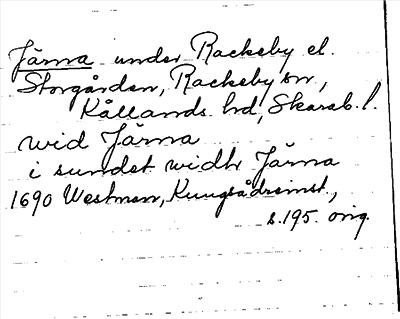 Järna under Rackeby el.
Storgården, Rackeby sn,
Kållands hd, Skarab. l.
wid Järna
i sundet widh Järna
1690 Westman, Kungsådreinst.,
s. 195. orig.